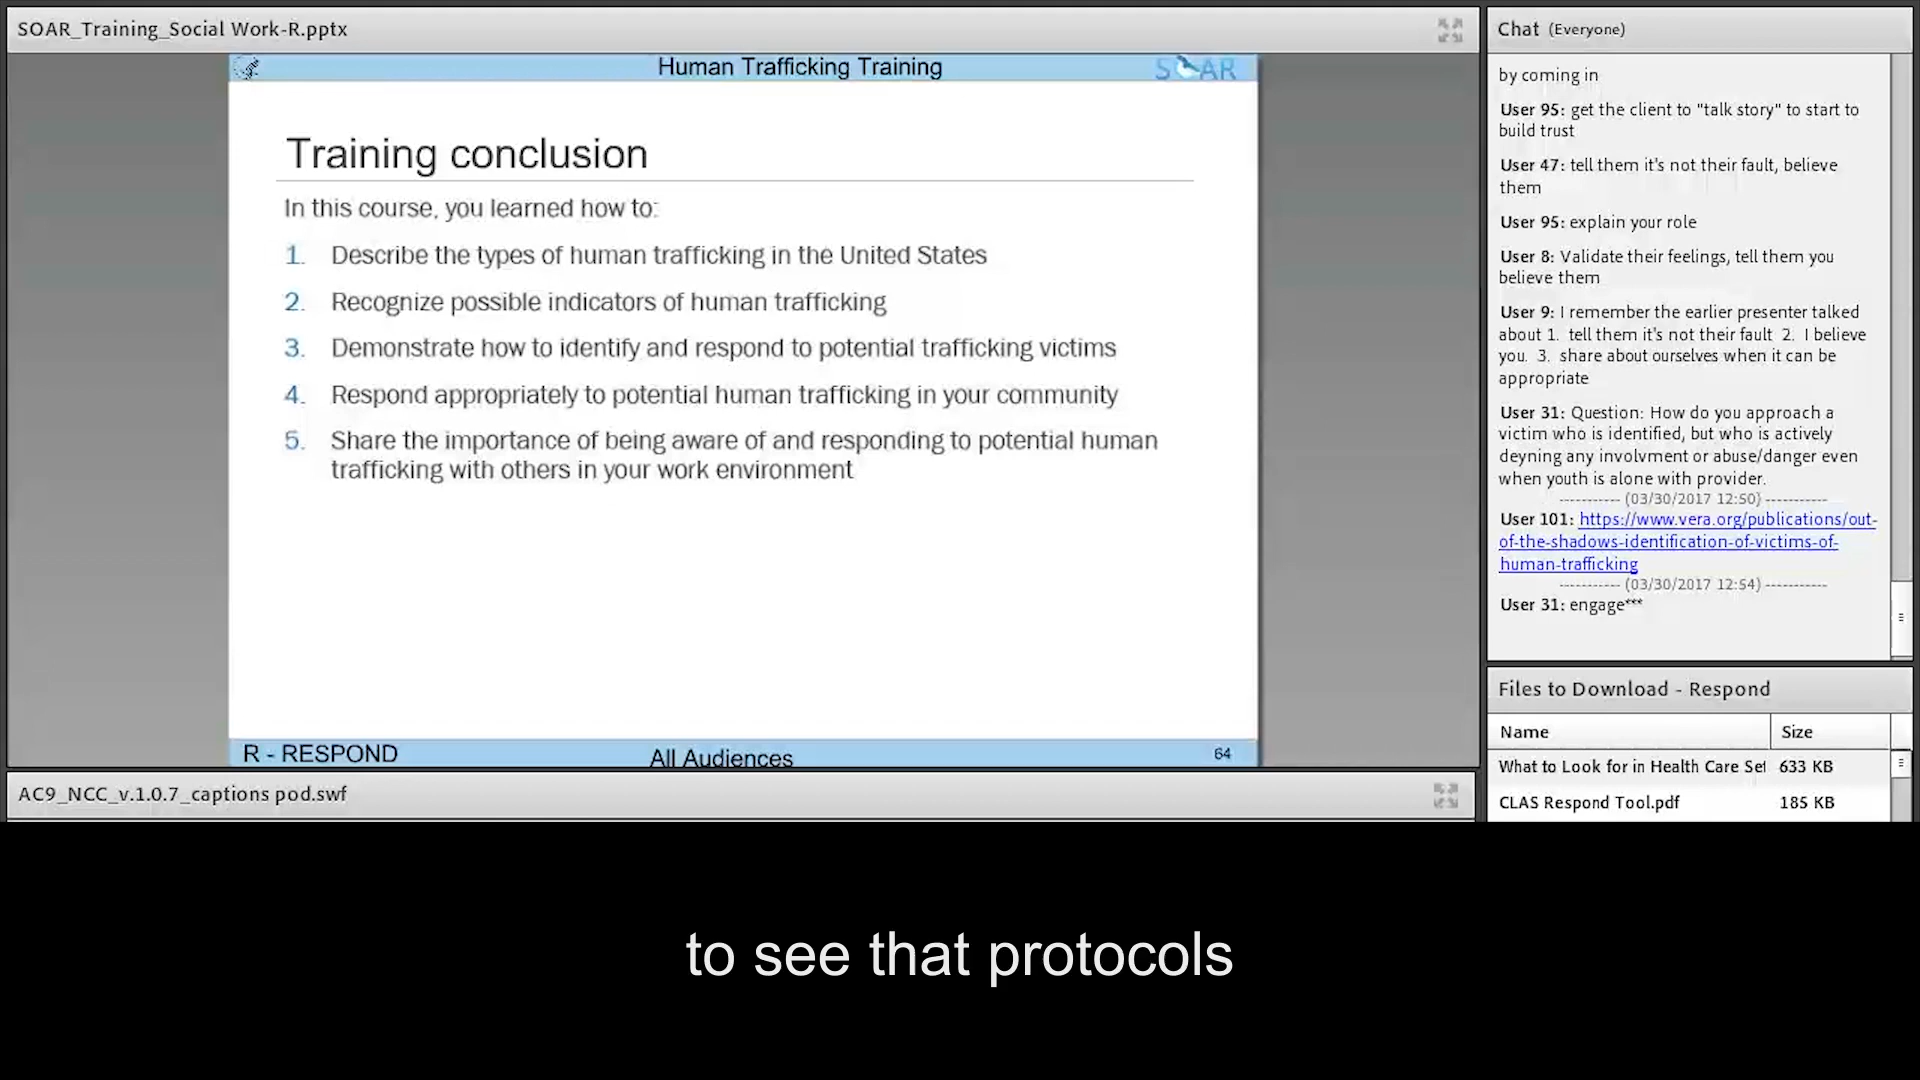 SOAR_Training_Social Work-R.pptx
Human Trafficking Training
SOAR
Training conclusion
In this course, you learned how to:
1. Describe the types of human trafficking in the United States
2. Recognize possible indicators of human trafficking
3. Demonstrate how to identify and respond to potential trafficking victims
4. Respond appropriately to potential human trafficking in your community
5. Share the importance of being aware of and responding to potential human
trafficking with others in your work environment
R - RESPOND
All Audiences
64
AC9_NCC_v.1.0.7_captions pod.swf
to see that protocols
Chat (Everyone)
by coming in
User 95: get the client to "talk story" to start to
build trust
User 47: tell them it's not their fault, believe
them
User 95: explain your role
User 8: Validate their feelings, tell them you
believe them
User 9: I remember the earlier presenter talked
about 1. tell them it's not their fault 2. I believe
you. 3. share about ourselves when it can be
appropriate
User 31: Question: How do you approach a
victim who is identified, but who is actively
deyning any involvment or abuse/danger even
when youth is alone with provider.
----------- (03/30/2017 12:50) -----------
User 101: https://www.vera.org/publications/out-
of-the-shadows-identification-of-victims-of-
human-trafficking
----------- (03/30/2017 12:54) -----------
User 31: engage***
Files to Download - Respond
Name Size
What to Look for in Health Care Set 633 KB
CLAS Respond Tool.pdf 185 KB